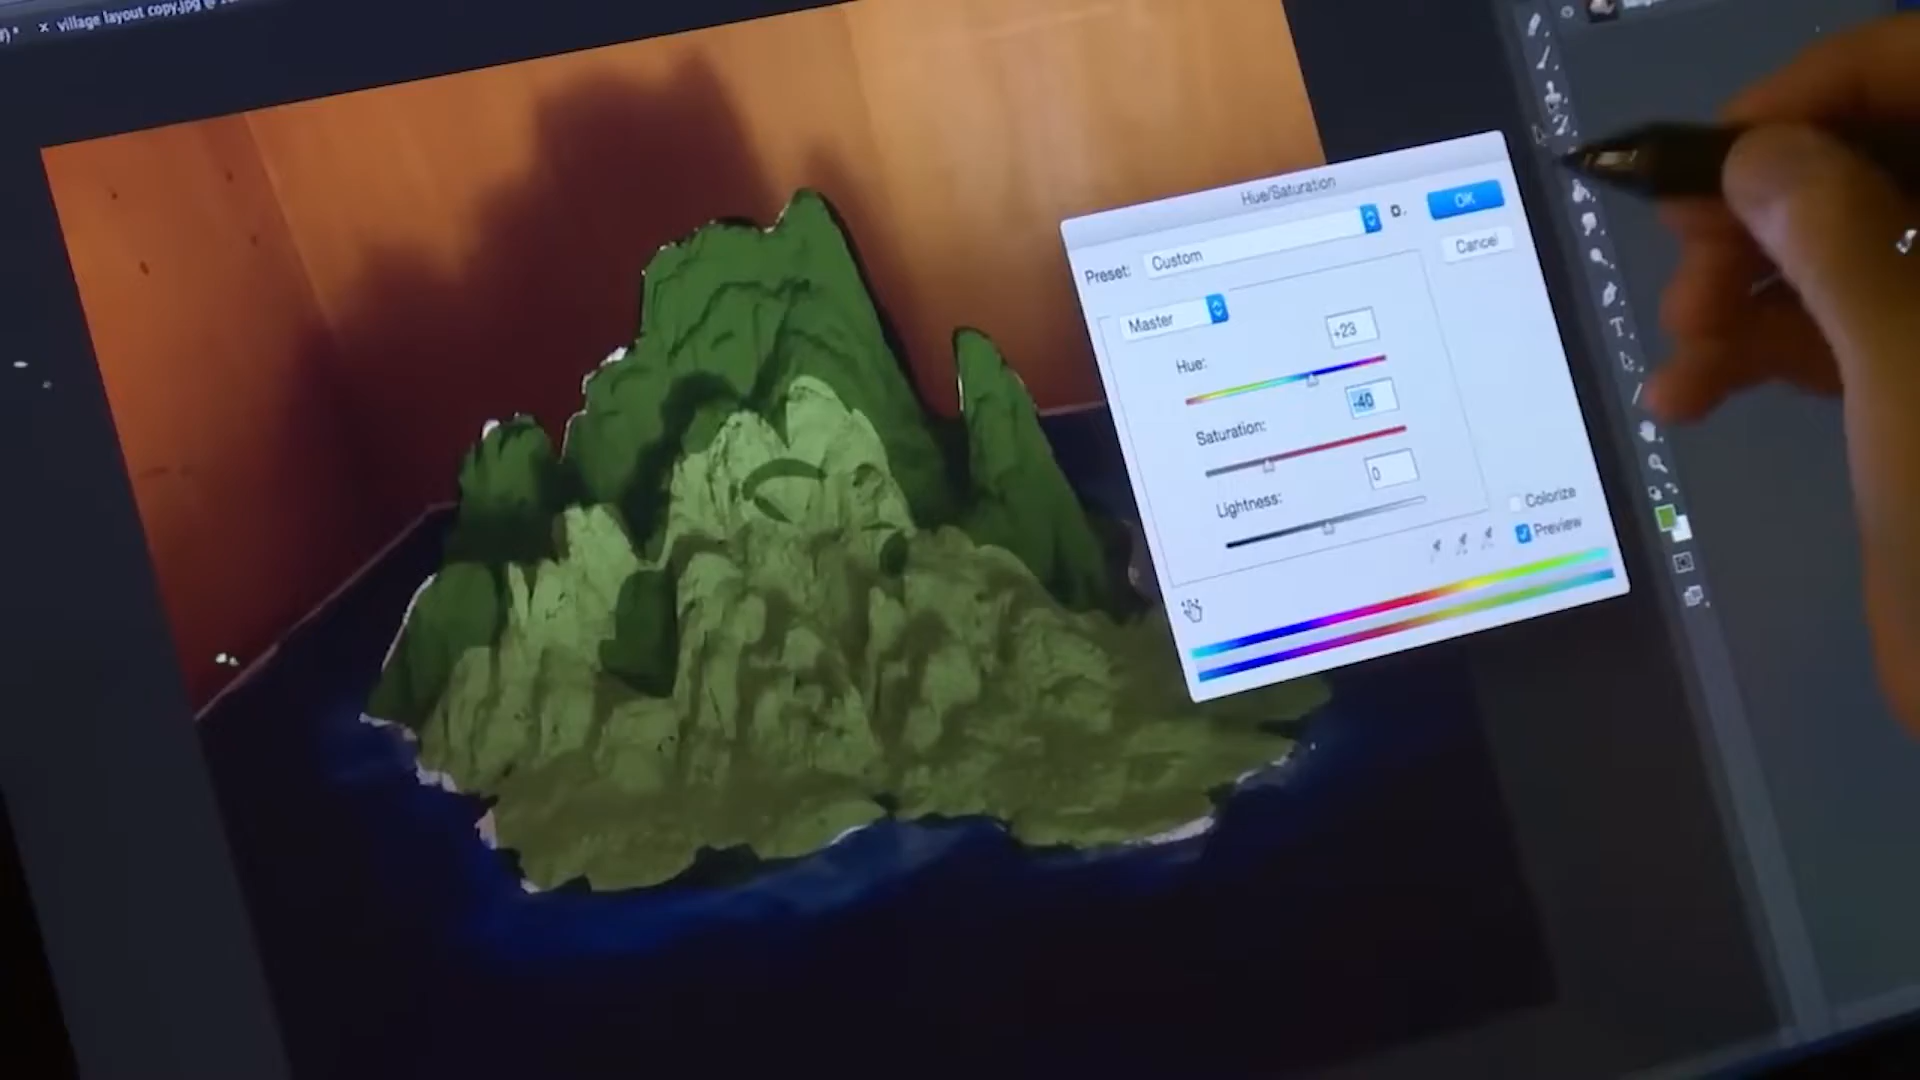 village layout copy.jpg @
Hue/Saturation
Preset: Custom
OK
Cancel
Master
Hue: +23
Saturation: -40
Lightness: 0
Colorize
Preview
T